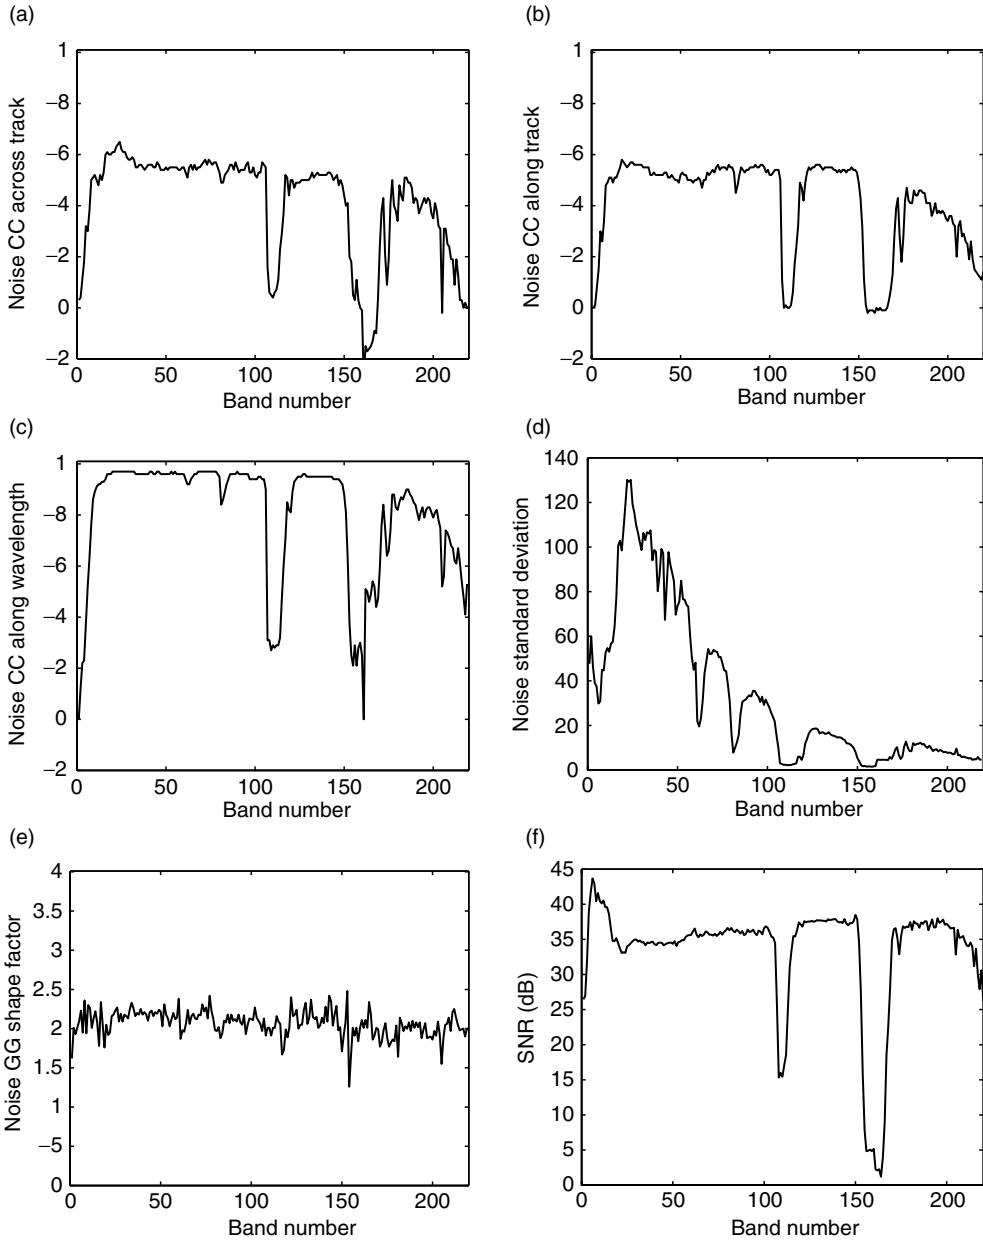 (a)
1
–8
–6
–4
–2
0
–2
Noise CC across track
0 50 100 150 200
Band number
(b)
1
–8
–6
–4
–2
0
–2
Noise CC along track
0 50 100 150 200
Band number
(c)
1
–8
–6
–4
–2
0
–2
Noise CC along wavelength
0 50 100 150 200
Band number
(d)
140
120
100
80
60
40
20
0
Noise standard deviation
0 50 100 150 200
Band number
(e)
4
3.5
3
2.5
2
1.5
1
–5
0
Noise GG shape factor
0 50 100 150 200
Band number
(f)
45
40
35
30
25
20
15
10
5
0
SNR (dB)
0 50 100 150 200
Band number